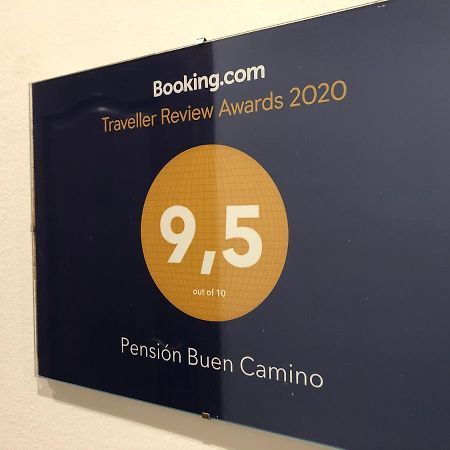 Booking.com
Traveller Review Awards 2020
9,5
out of 10
Pensión Buen Camino